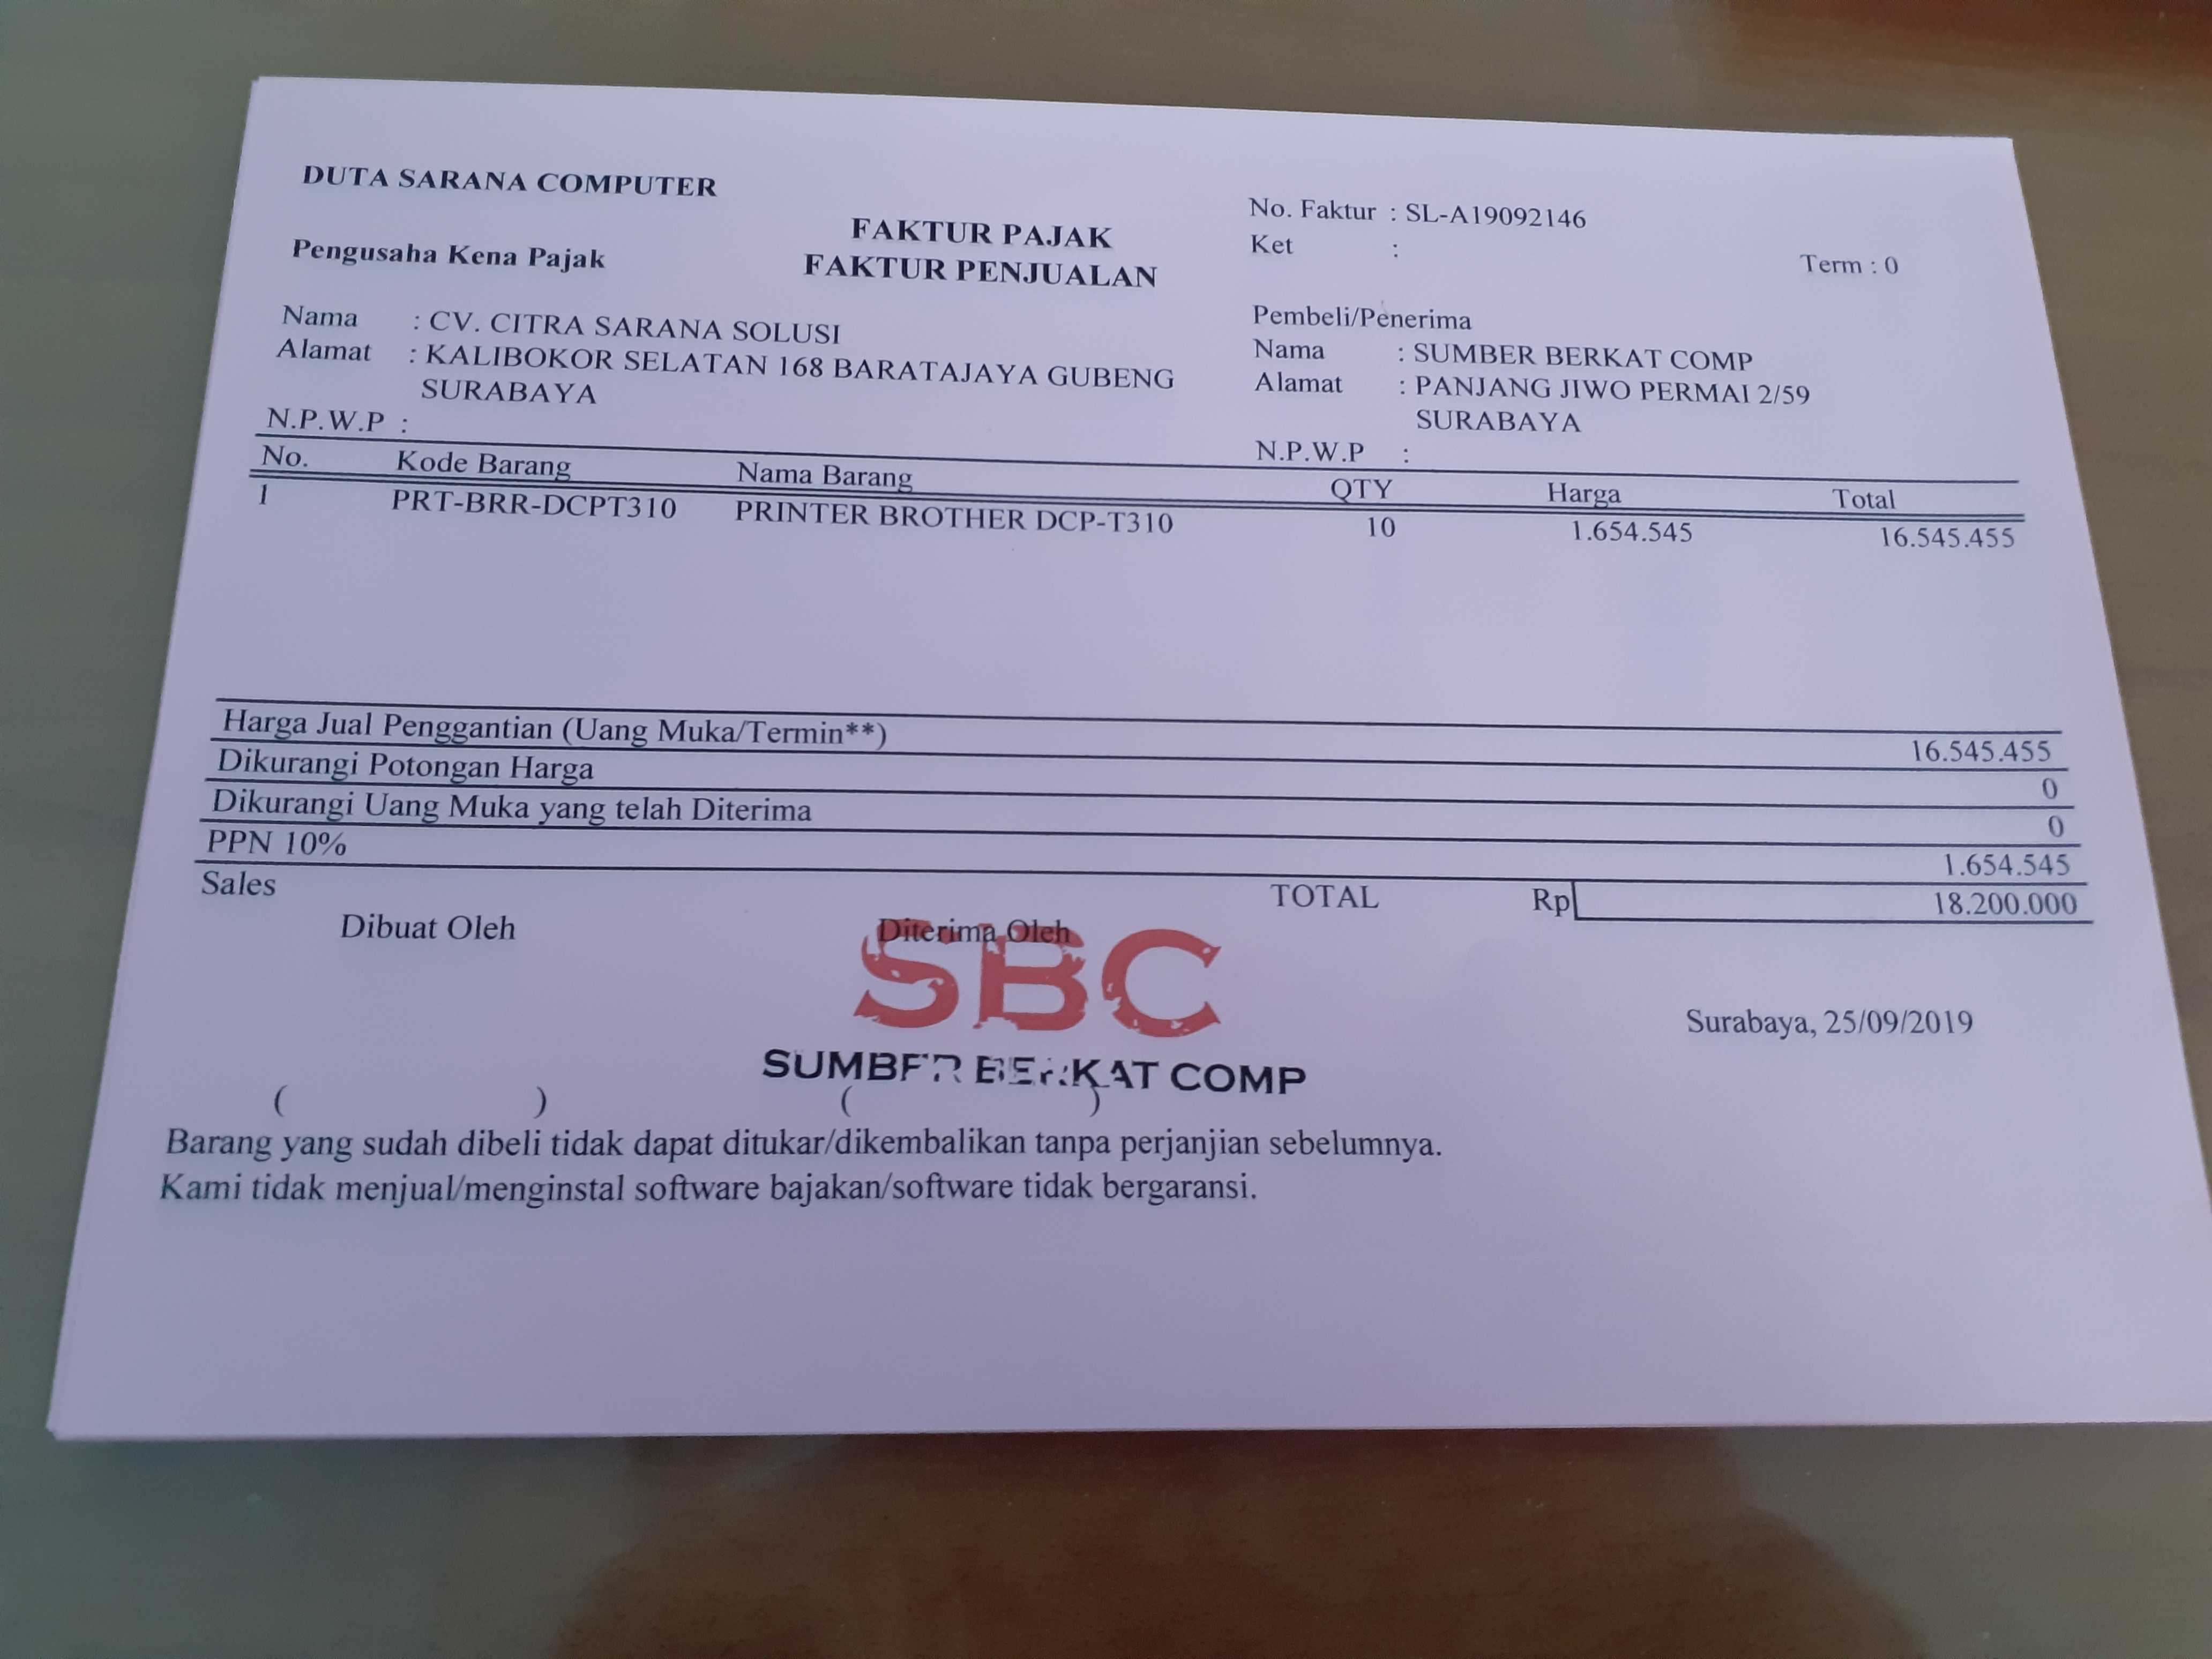 DUTA SARANA COMPUTER
FAKTUR PAJAK
FAKTUR PENJUALAN
No. Faktur : SL-A19092146
Ket :
Term : 0
Pengusaha Kena Pajak
Nama : CV. CITRA SARANA SOLUSI
Alamat : KALIBOKOR SELATAN 168 BARATAJAYA GUBENG
SURABAYA
N.P.W.P :
Pembeli/Penerima
Nama : SUMBER BERKAT COMP
Alamat : PANJANG JIWO PERMAI 2/59
SURABAYA
N.P.W.P :
No. Kode Barang Nama Barang QTY Harga Total
1 PRT-BRR-DCPT310 PRINTER BROTHER DCP-T310 10 1.654.545 16.545.455
Harga Jual Penggantian (Uang Muka/Termin**) 16.545.455
Dikurangi Potongan Harga 0
Dikurangi Uang Muka yang telah Diterima 0
PPN 10% 1.654.545
Sales TOTAL Rp 18.200.000
Dibuat Oleh Diterima Oleh
SBC
SUMBER BERKAT COMP
Surabaya, 25/09/2019
( ) ( )
Barang yang sudah dibeli tidak dapat ditukar/dikembalikan tanpa perjanjian sebelumnya.
Kami tidak menjual/menginstal software bajakan/software tidak bergaransi.